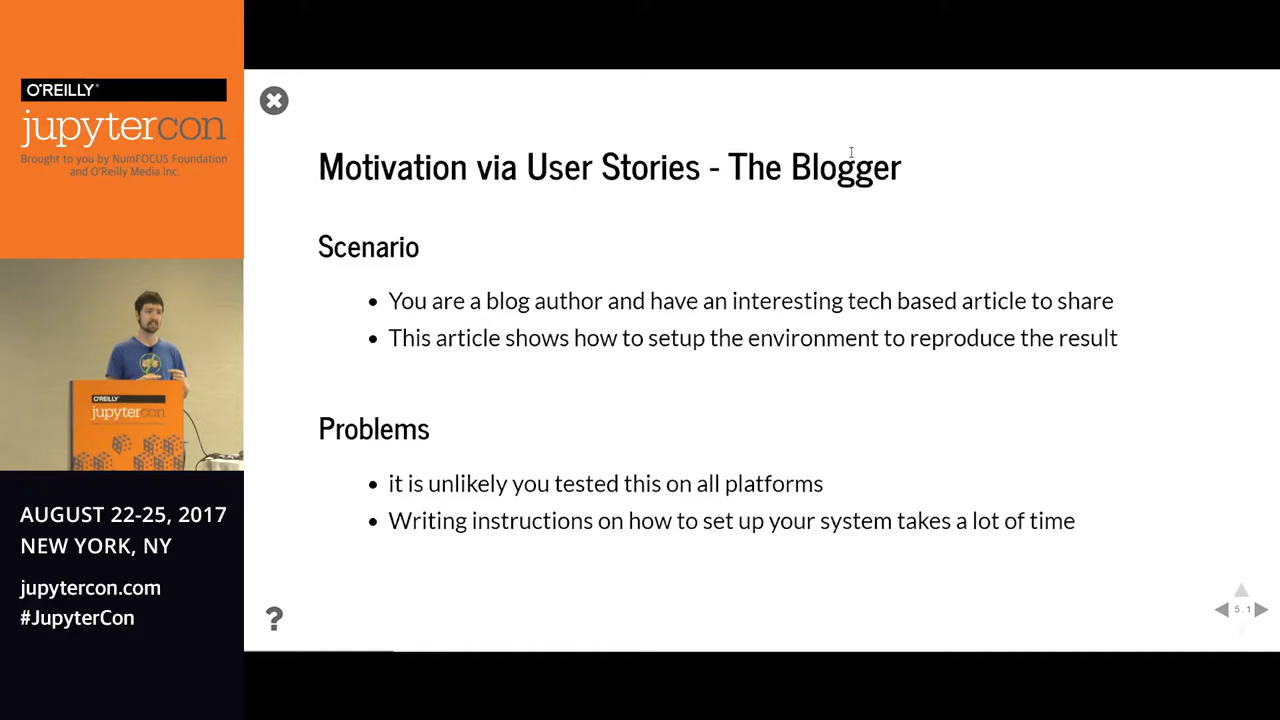 O'REILLY®
jupytercon
Brought to you by NumFOCUS Foundation
and O'Reilly Media Inc.
O'REILLY
jupytercon
AUGUST 22-25, 2017
NEW YORK, NY
jupytercon.com
#JupyterCon
Motivation via User Stories - The Blogger
Scenario
• You are a blog author and have an interesting tech based article to share
• This article shows how to setup the environment to reproduce the result
Problems
• it is unlikely you tested this on all platforms
• Writing instructions on how to set up your system takes a lot of time
?
5.1